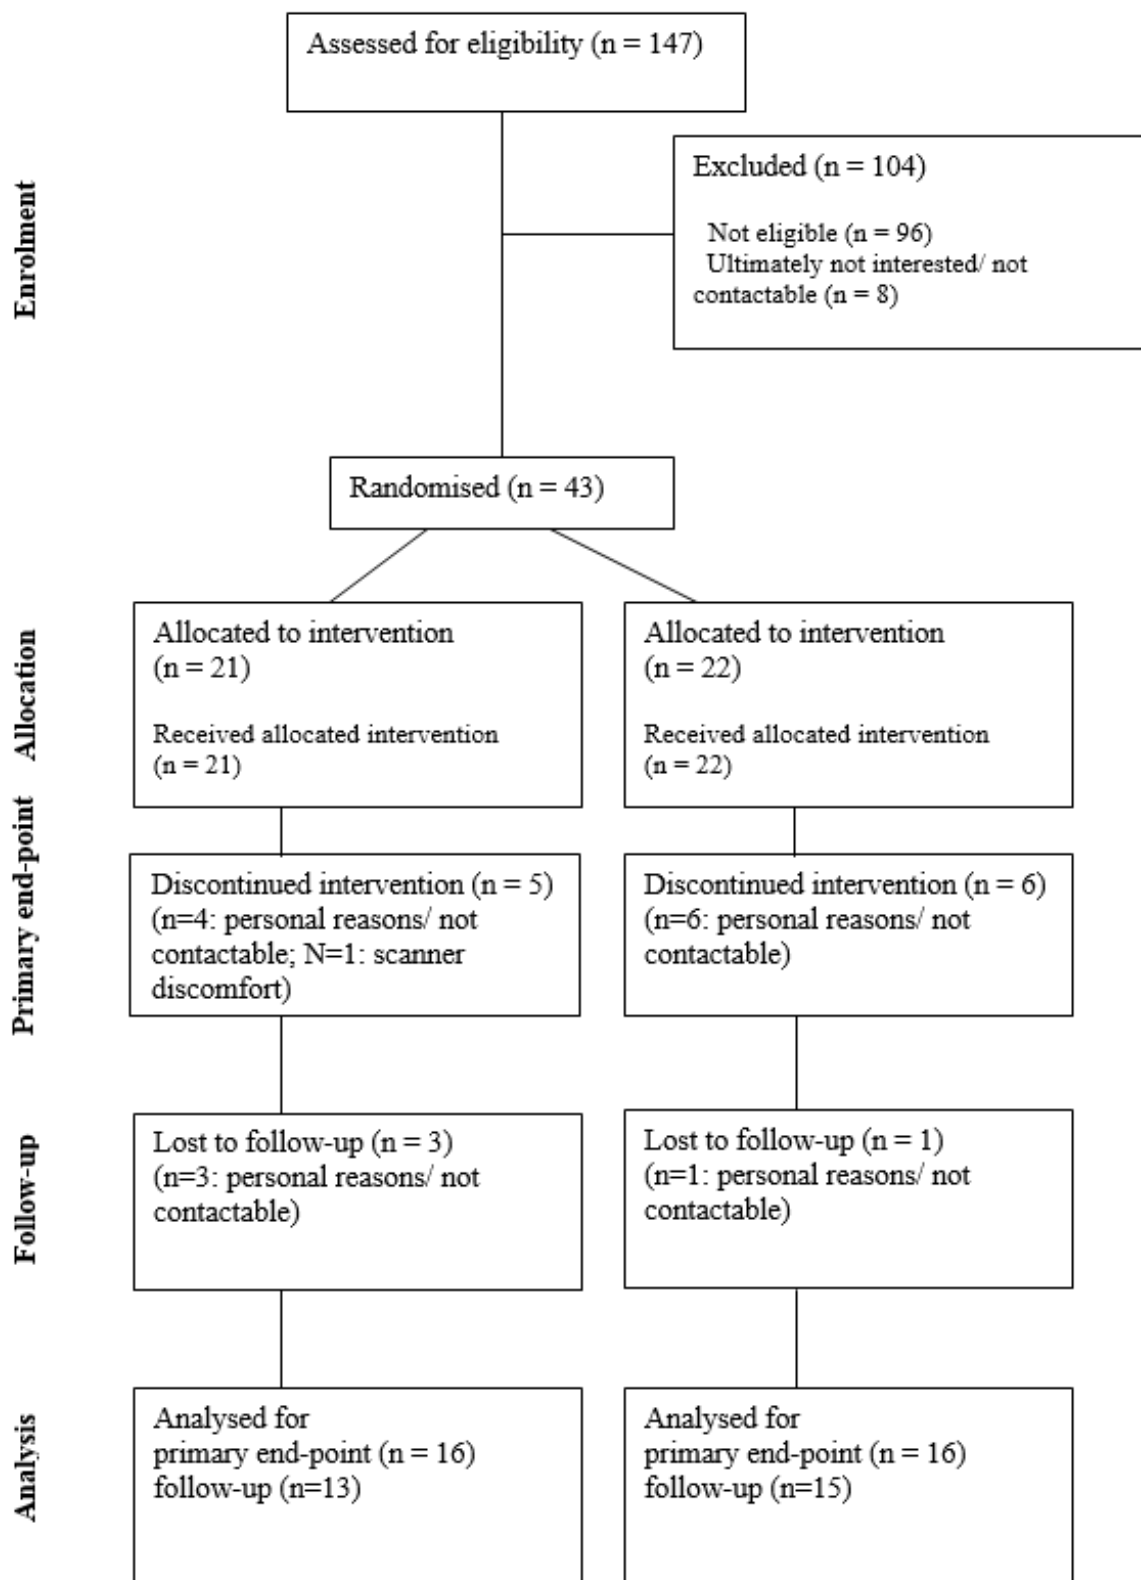 Assessed for eligibility (n = 147)
Enrolment
Excluded (n = 104)
Not eligible (n = 96)
Ultimately not interested/ not
contactable (n = 8)
Randomised (n = 43)
Allocation
Allocated to intervention
(n = 21)
Received allocated intervention
(n = 21)
Allocated to intervention
(n = 22)
Received allocated intervention
(n = 22)
Primary end-point
Discontinued intervention (n = 5)
(n=4: personal reasons/ not
contactable; N=1: scanner
discomfort)
Discontinued intervention (n = 6)
(n=6: personal reasons/ not
contactable)
Follow-up
Lost to follow-up (n = 3)
(n=3: personal reasons/ not
contactable)
Lost to follow-up (n = 1)
(n=1: personal reasons/ not
contactable)
Analysis
Analysed for
primary end-point (n = 16)
follow-up (n=13)
Analysed for
primary end-point (n = 16)
follow-up (n=15)